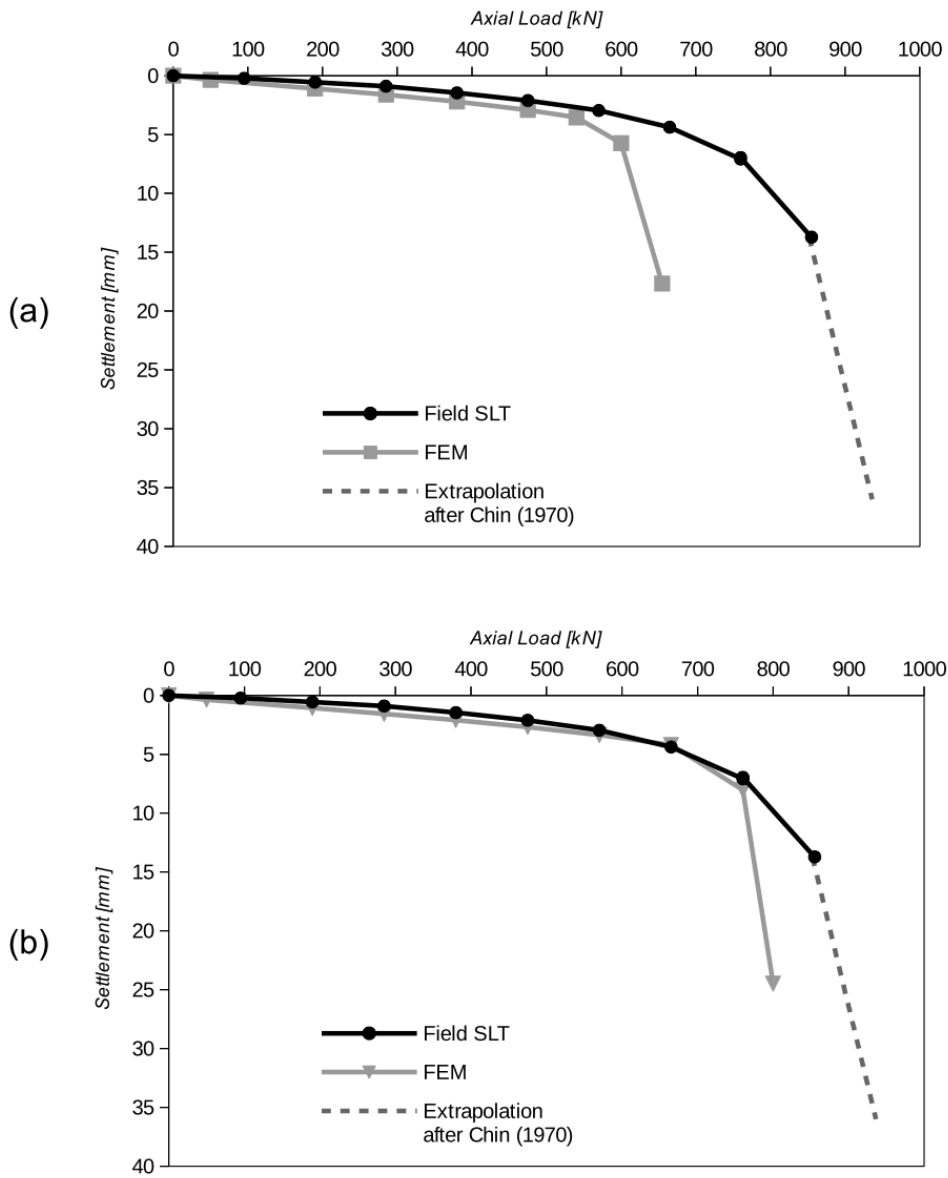 Axial Load [kN]
0 100 200 300 400 500 600 700 800 900 1000
0
5
10
15
20
25
30
35
40
Settlement [mm]
(a)
Field SLT
FEM
Extrapolation
after Chin (1970)
Axial Load [kN]
0 100 200 300 400 500 600 700 800 900 1000
0
5
10
15
20
25
30
35
40
Settlement [mm]
(b)
Field SLT
FEM
Extrapolation
after Chin (1970)